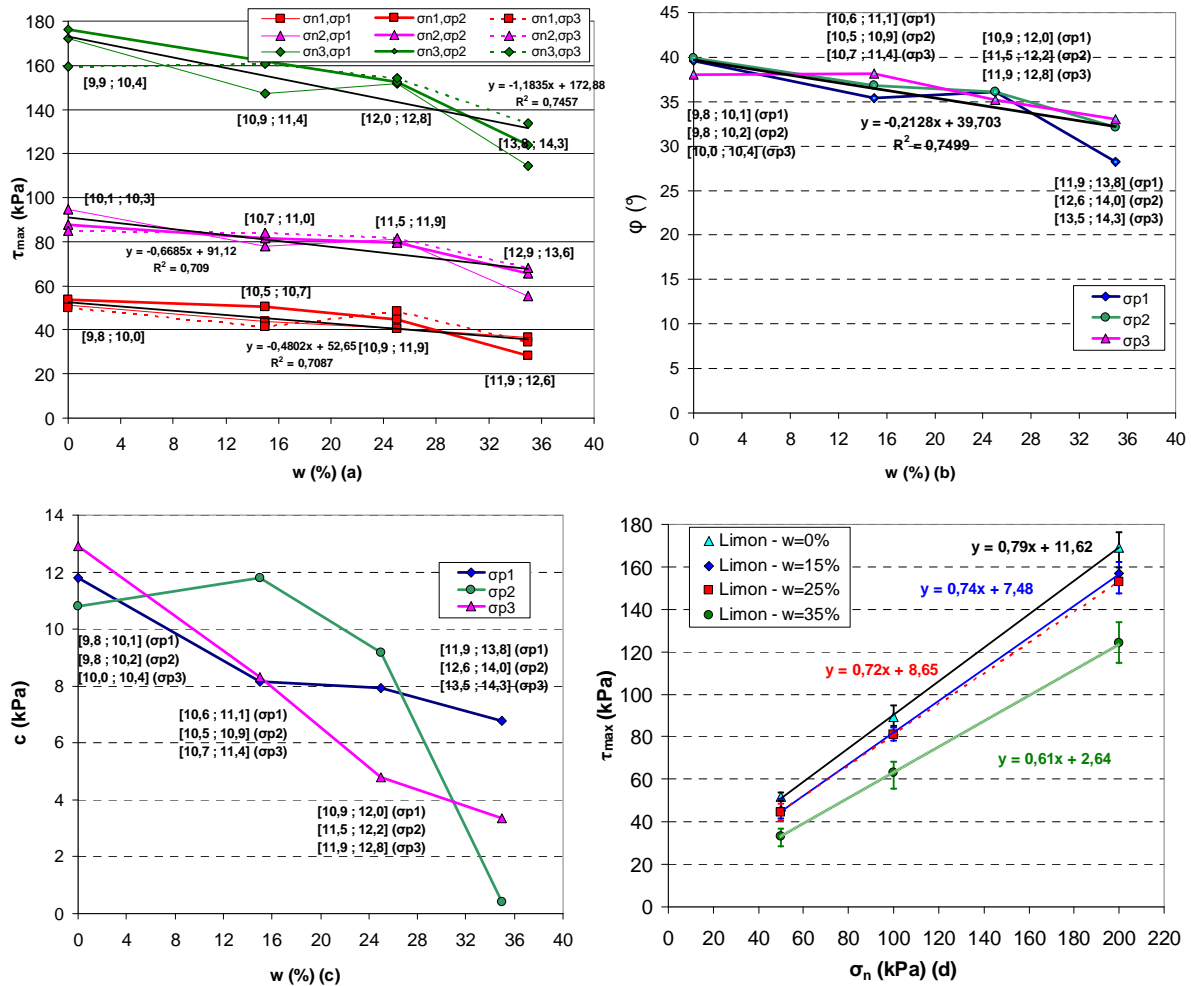 σn1,σp1 σn1,σp2 σn1,σp3
σn2,σp1 σn2,σp2 σn2,σp3
σn3,σp1 σn3,σp2 σn3,σp3
τmax (kPa)
180
160
140
120
100
80
60
40
20
0
[9,9 ; 10,4]
[10,9 ; 11,4]
[12,0 ; 12,8]
y = -1,1835x + 172,88
R² = 0,7457
[13,8 ; 14,3]
[10,1 ; 10,3]
[10,7 ; 11,0]
[11,5 ; 11,9]
[12,9 ; 13,6]
y = -0,6685x + 91,12
R² = 0,709
[10,5 ; 10,7]
[9,8 ; 10,0]
y = -0,4802x + 52,65
R² = 0,7087
[10,9 ; 11,9]
[11,9 ; 12,6]
0 4 8 12 16 20 24 28 32 36 40
w (%) (a)
φ (°)
45
40
35
30
25
20
15
10
5
0
[10,6 ; 11,1] (σp1)
[10,5 ; 10,9] (σp2)
[10,7 ; 11,4] (σp3)
[10,9 ; 12,0] (σp1)
[11,5 ; 12,2] (σp2)
[11,9 ; 12,8] (σp3)
[9,8 ; 10,1] (σp1)
[9,8 ; 10,2] (σp2)
[10,0 ; 10,4] (σp3)
y = -0,2128x + 39,703
R² = 0,7499
[11,9 ; 13,8] (σp1)
[12,6 ; 14,0] (σp2)
[13,5 ; 14,3] (σp3)
σp1
σp2
σp3
0 4 8 12 16 20 24 28 32 36 40
w (%) (b)
c (kPa)
14
12
10
8
6
4
2
0
σp1
σp2
σp3
[9,8 ; 10,1] (σp1)
[9,8 ; 10,2] (σp2)
[10,0 ; 10,4] (σp3)
[11,9 ; 13,8] (σp1)
[12,6 ; 14,0] (σp2)
[13,5 ; 14,3] (σp3)
[10,6 ; 11,1] (σp1)
[10,5 ; 10,9] (σp2)
[10,7 ; 11,4] (σp3)
[10,9 ; 12,0] (σp1)
[11,5 ; 12,2] (σp2)
[11,9 ; 12,8] (σp3)
0 4 8 12 16 20 24 28 32 36 40
w (%) (c)
τmax (kPa)
180
160
140
120
100
80
60
40
20
0
Limon - w=0%
Limon - w=15%
Limon - w=25%
Limon - w=35%
y = 0,79x + 11,62
y = 0,74x + 7,48
y = 0,72x + 8,65
y = 0,61x + 2,64
0 20 40 60 80 100 120 140 160 180 200 220
σn (kPa) (d)